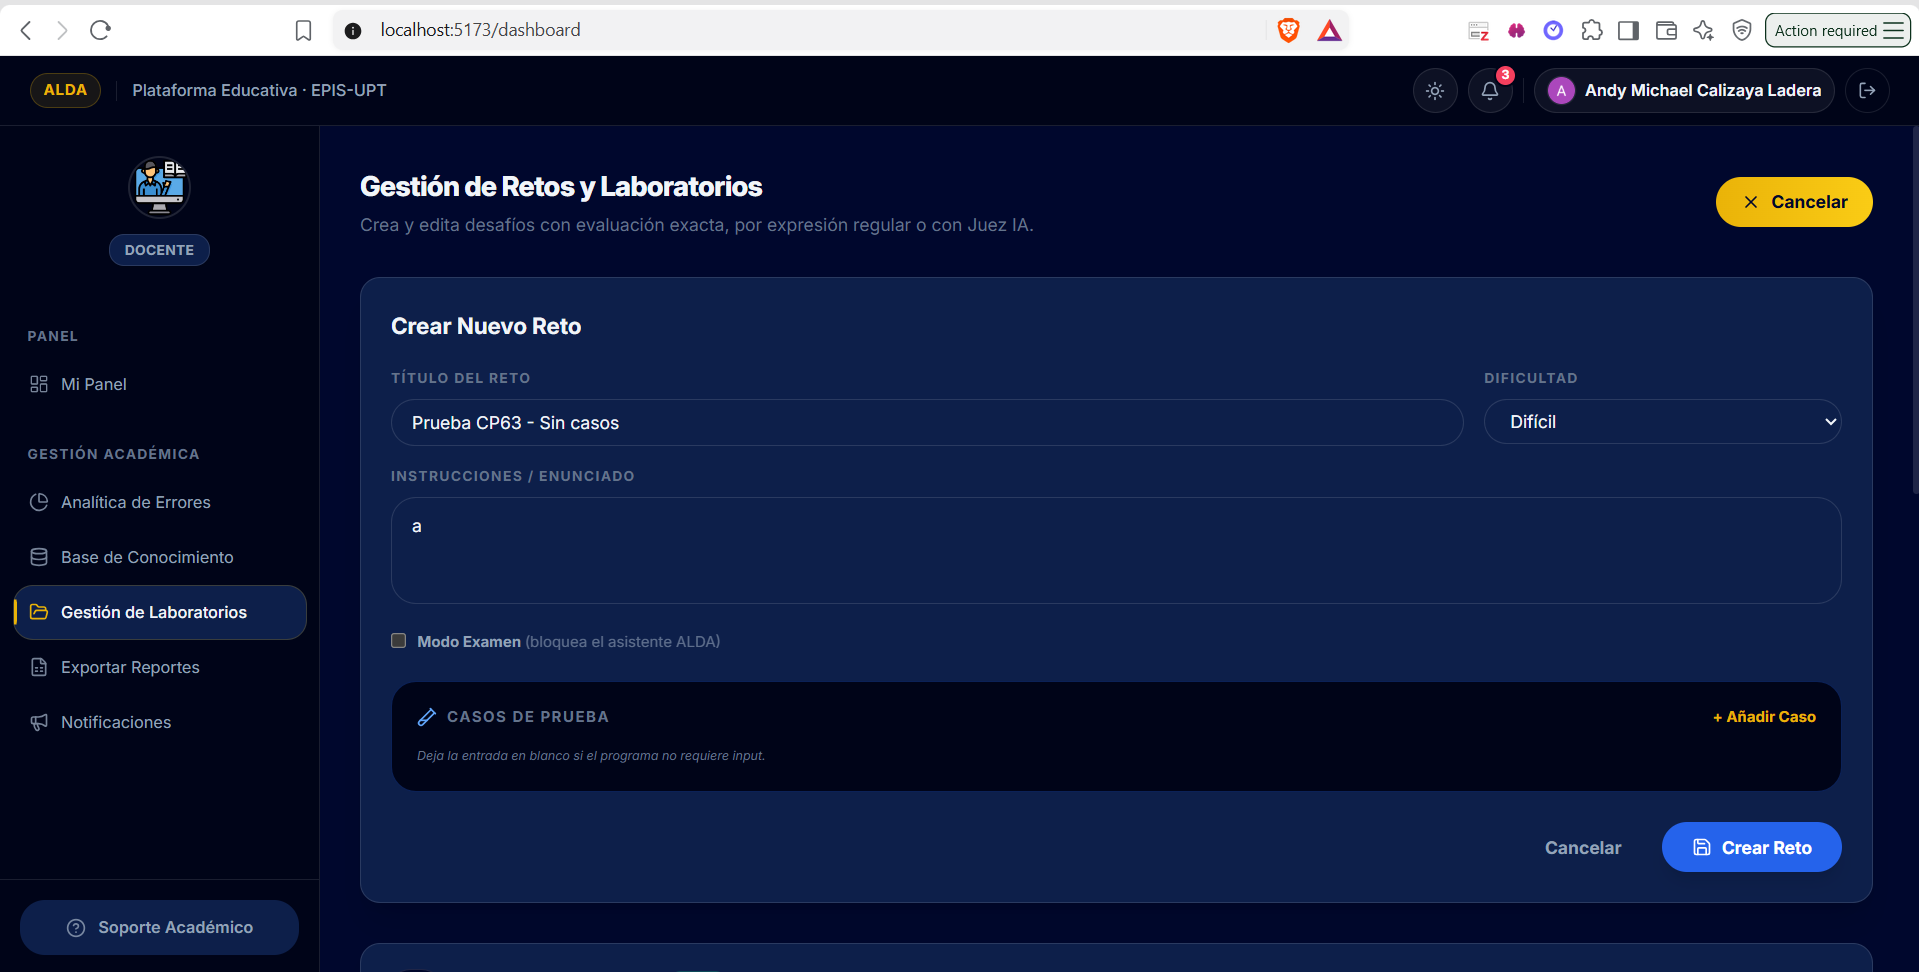 localhost:5173/dashboard
Action required
ALDA
Plataforma Educativa · EPIS-UPT
3
A
Andy Michael Calizaya Ladera
DOCENTE
PANEL
Mi Panel
GESTIÓN ACADÉMICA
Analítica de Errores
Base de Conocimiento
Gestión de Laboratorios
Exportar Reportes
Notificaciones
Soporte Académico
Gestión de Retos y Laboratorios
Crea y edita desafíos con evaluación exacta, por expresión regular o con Juez IA.
Cancelar
Crear Nuevo Reto
TÍTULO DEL RETO
DIFICULTAD
Prueba CP63 - Sin casos
Difícil
INSTRUCCIONES / ENUNCIADO
a
Modo Examen (bloquea el asistente ALDA)
CASOS DE PRUEBA
+ Añadir Caso
Deja la entrada en blanco si el programa no requiere input.
Cancelar
Crear Reto